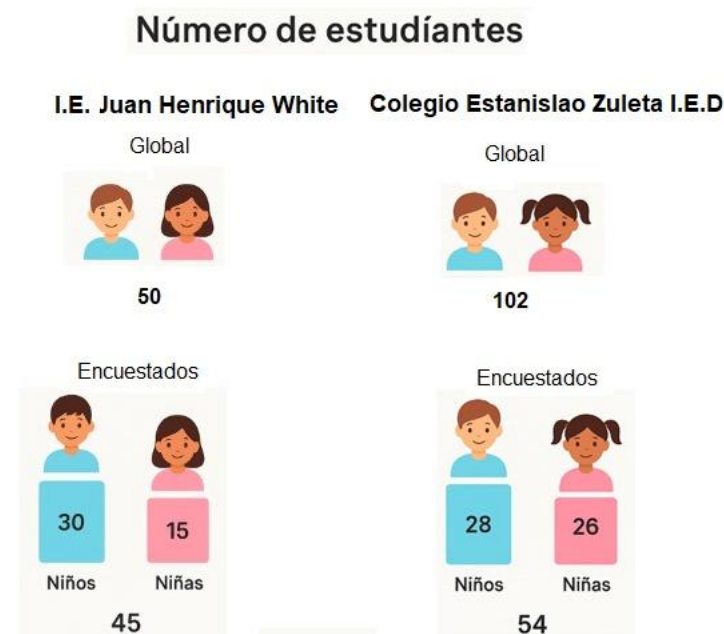 Número de estudíantes
I.E. Juan Henrique White
Global
50
Encuestados
30
15
Niños
Niñas
45
Colegio Estanislao Zuleta I.E.D
Global
102
Encuestados
28
26
Niños
Niñas
54